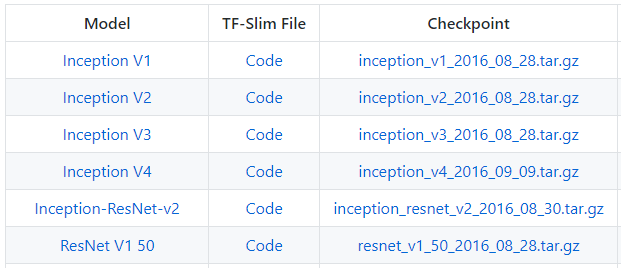 Model TF-Slim File Checkpoint
Inception V1 Code inception_v1_2016_08_28.tar.gz
Inception V2 Code inception_v2_2016_08_28.tar.gz
Inception V3 Code inception_v3_2016_08_28.tar.gz
Inception V4 Code inception_v4_2016_09_09.tar.gz
Inception-ResNet-v2 Code inception_resnet_v2_2016_08_30.tar.gz
ResNet V1 50 Code resnet_v1_50_2016_08_28.tar.gz